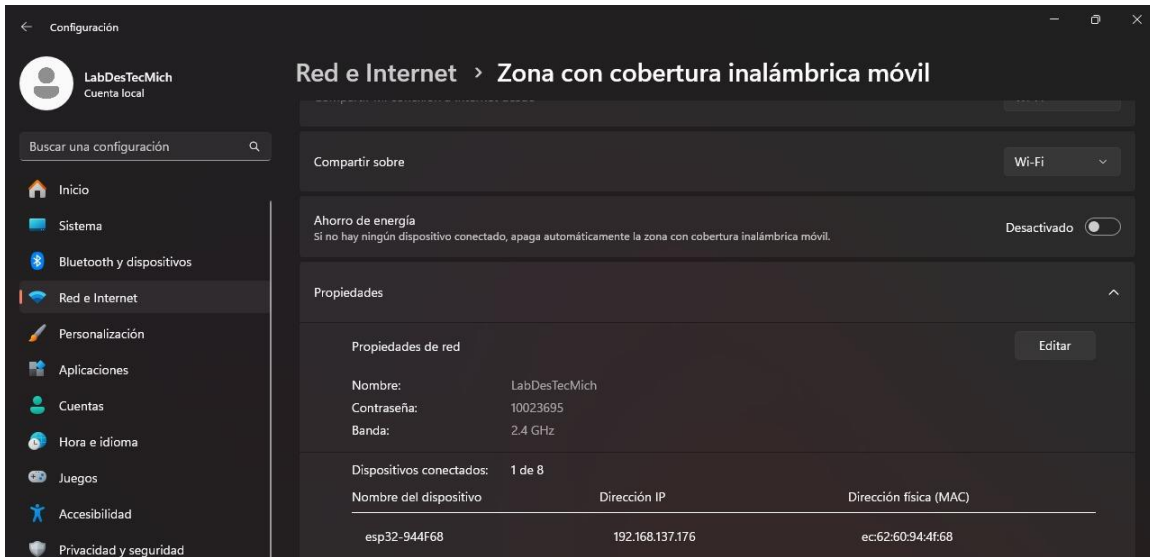 Configuración
LabDesTecMich
Cuenta local
Buscar una configuración
Inicio
Sistema
Bluetooth y dispositivos
Red e Internet
Personalización
Aplicaciones
Cuentas
Hora e idioma
Juegos
Accesibilidad
Privacidad y seguridad
Red e Internet > Zona con cobertura inalámbrica móvil
Compartir sobre
Wi-Fi
Ahorro de energía
Si no hay ningún dispositivo conectado, apaga automáticamente la zona con cobertura inalámbrica móvil.
Desactivado
Propiedades
Propiedades de red
Editar
Nombre: LabDesTecMich
Contraseña: 10023695
Banda: 2.4 GHz
Dispositivos conectados: 1 de 8
Nombre del dispositivo Dirección IP Dirección física (MAC)
esp32-944F68 192.168.137.176 ec:62:60:94:4f:68